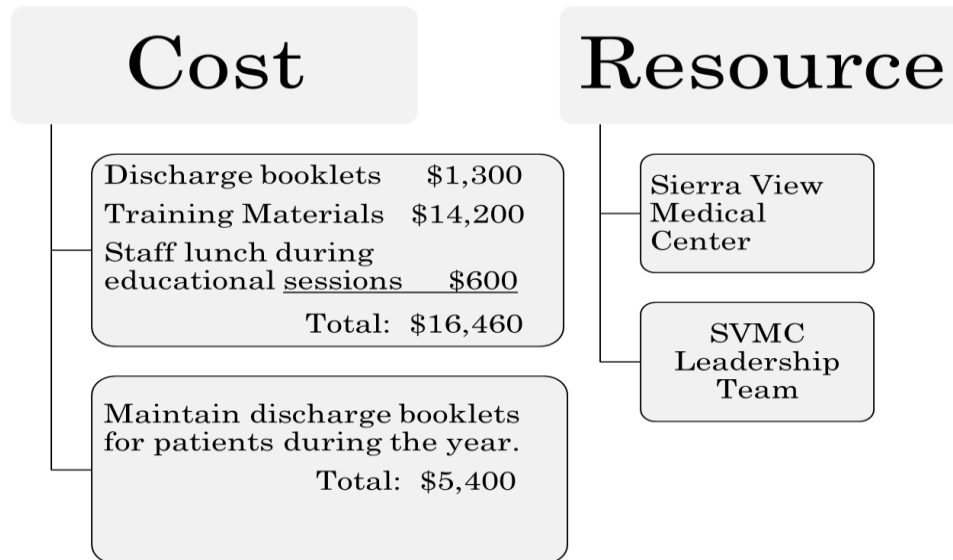 Cost
Discharge booklets $1,300
Training Materials $14,200
Staff lunch during
educational sessions $600
Total: $16,460
Maintain discharge booklets
for patients during the year.
Total: $5,400
Resource
Sierra View
Medical
Center
SVMC
Leadership
Team